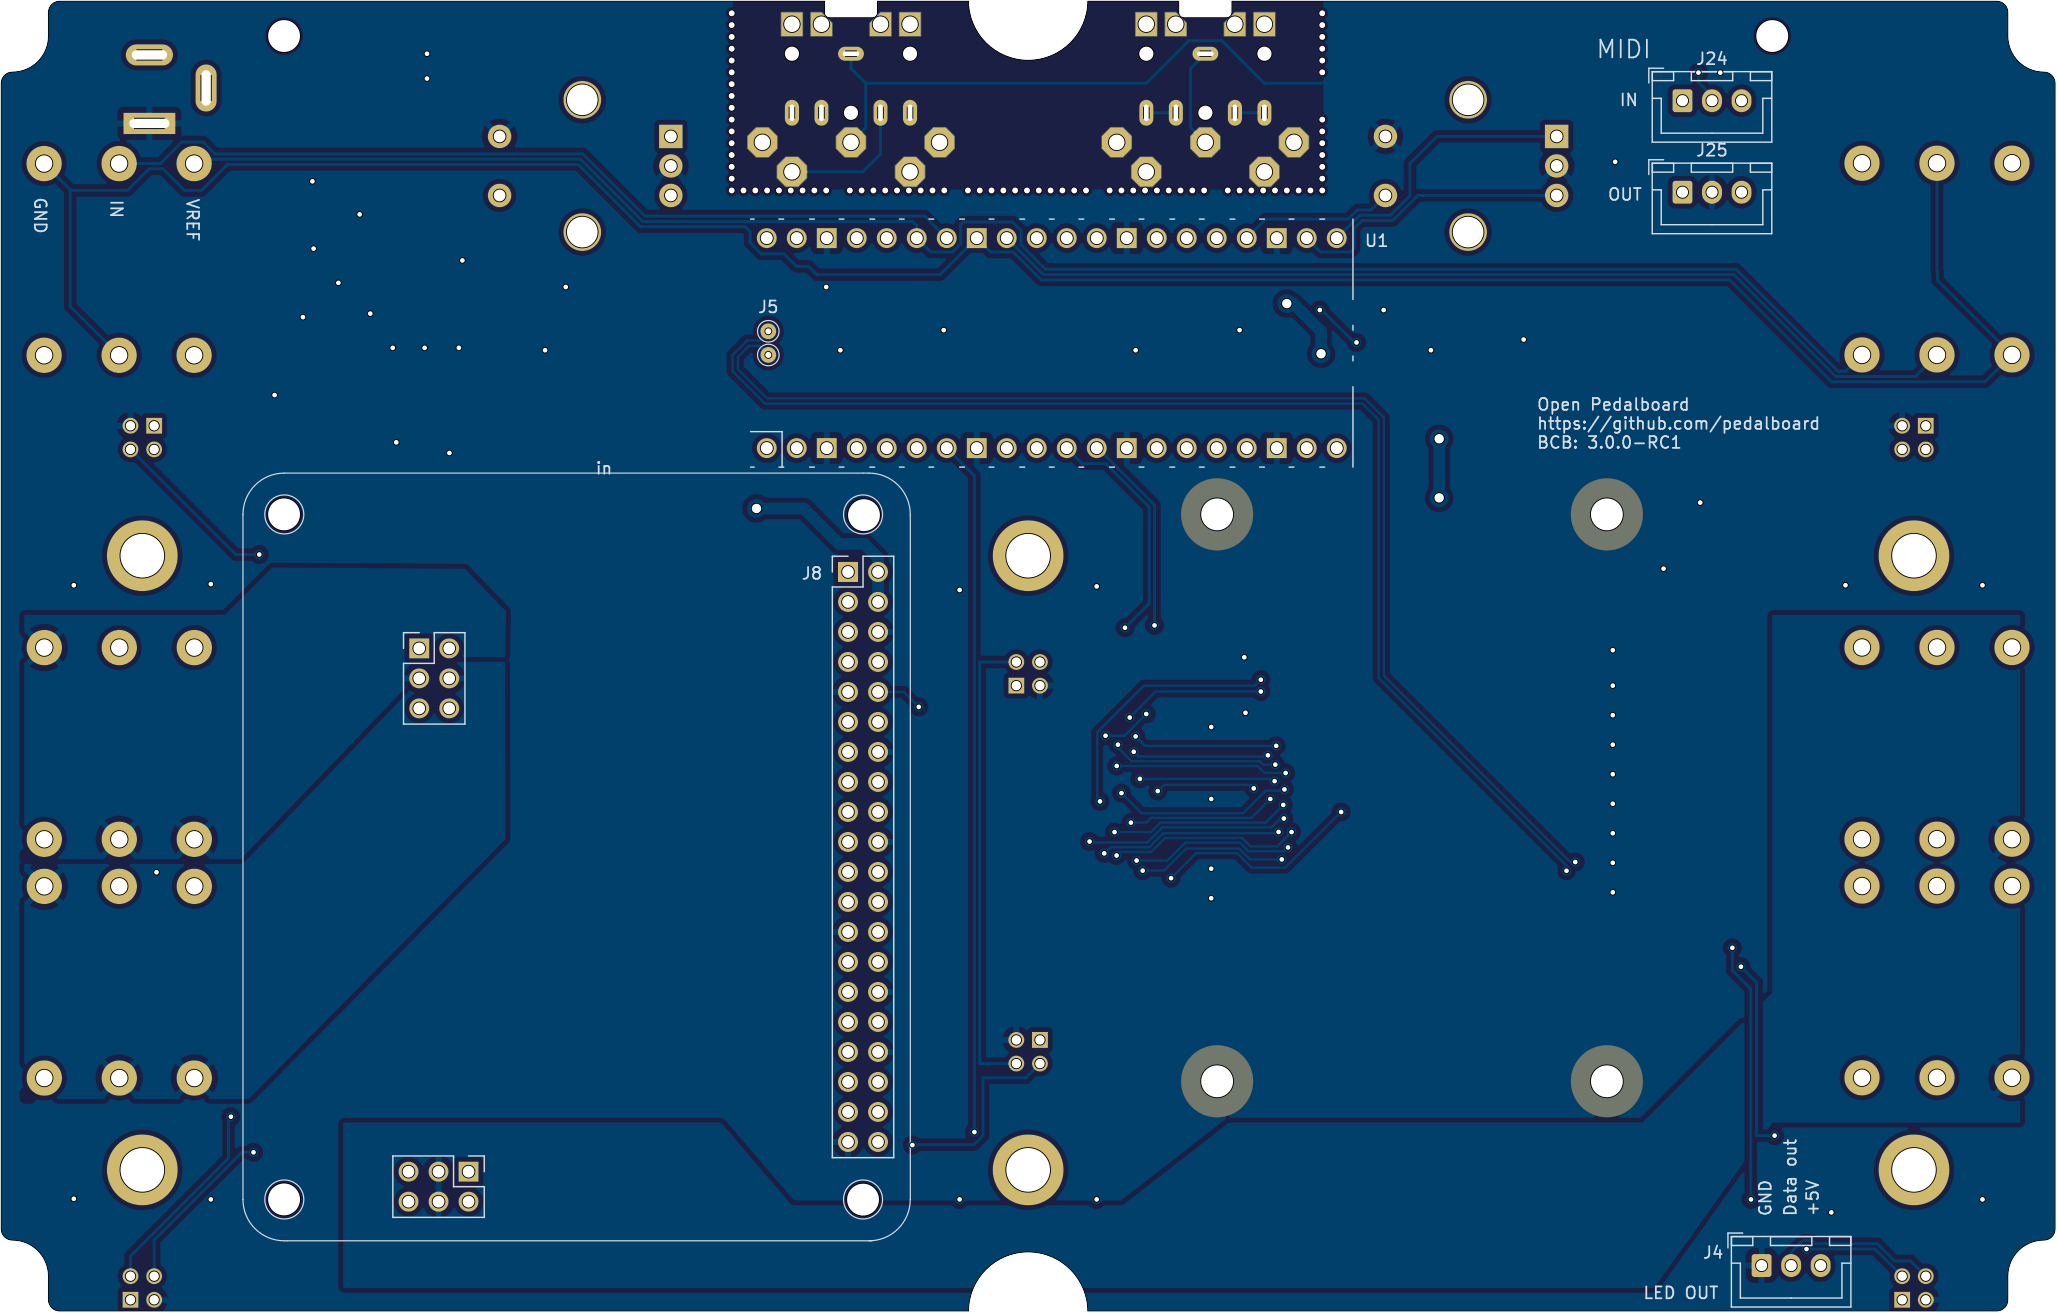 MIDI
J24
IN
J25
OUT
GND
IN
VREF
U1
J5
Open Pedalboard
https://github.com/pedalboard
BCB: 3.0.0-RC1
in
J8
GND
Data out
+5V
J4
LED OUT